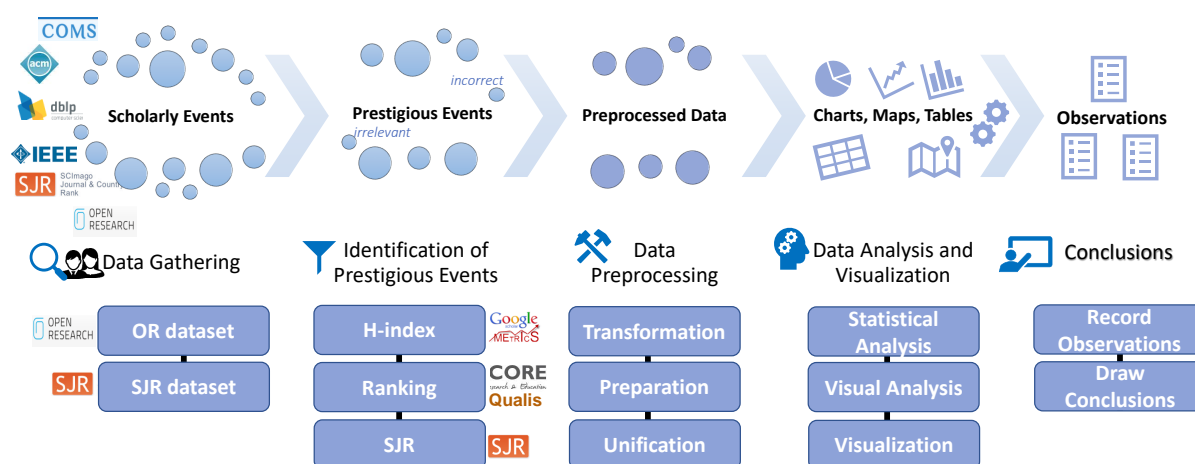 COMS
acm
dblp
computer science
IEEE
SJR
SCImago
Journal & Country
Rank
OPEN
RESEARCH
Scholarly Events
incorrect
Prestigious Events
irrelevant
Preprocessed Data
Charts, Maps, Tables
Observations
Data Gathering
Identification of
Prestigious Events
Data
Preprocessing
Data Analysis and
Visualization
Conclusions
OPEN
RESEARCH
OR dataset
SJR
SJR dataset
H-index
Google
METRICS
Ranking
CORE
Education
Qualis
SJR
SJR
Transformation
Preparation
Unification
Statistical
Analysis
Visual Analysis
Visualization
Record
Observations
Draw
Conclusions